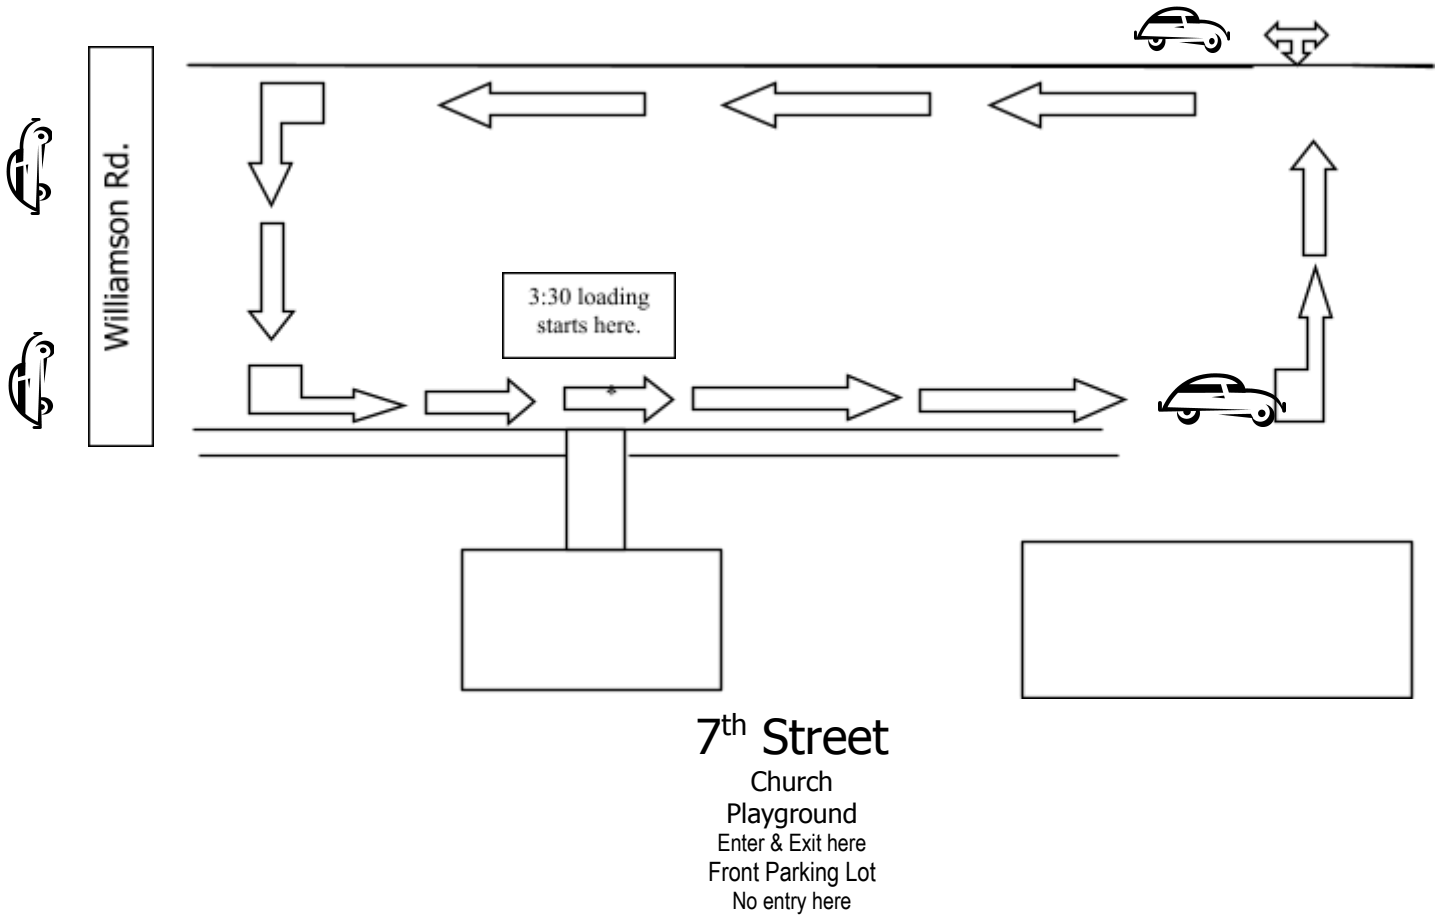 Williamson Rd.
3:30 loading
starts here.
7th Street
Church
Playground
Enter & Exit here
Front Parking Lot
No entry here